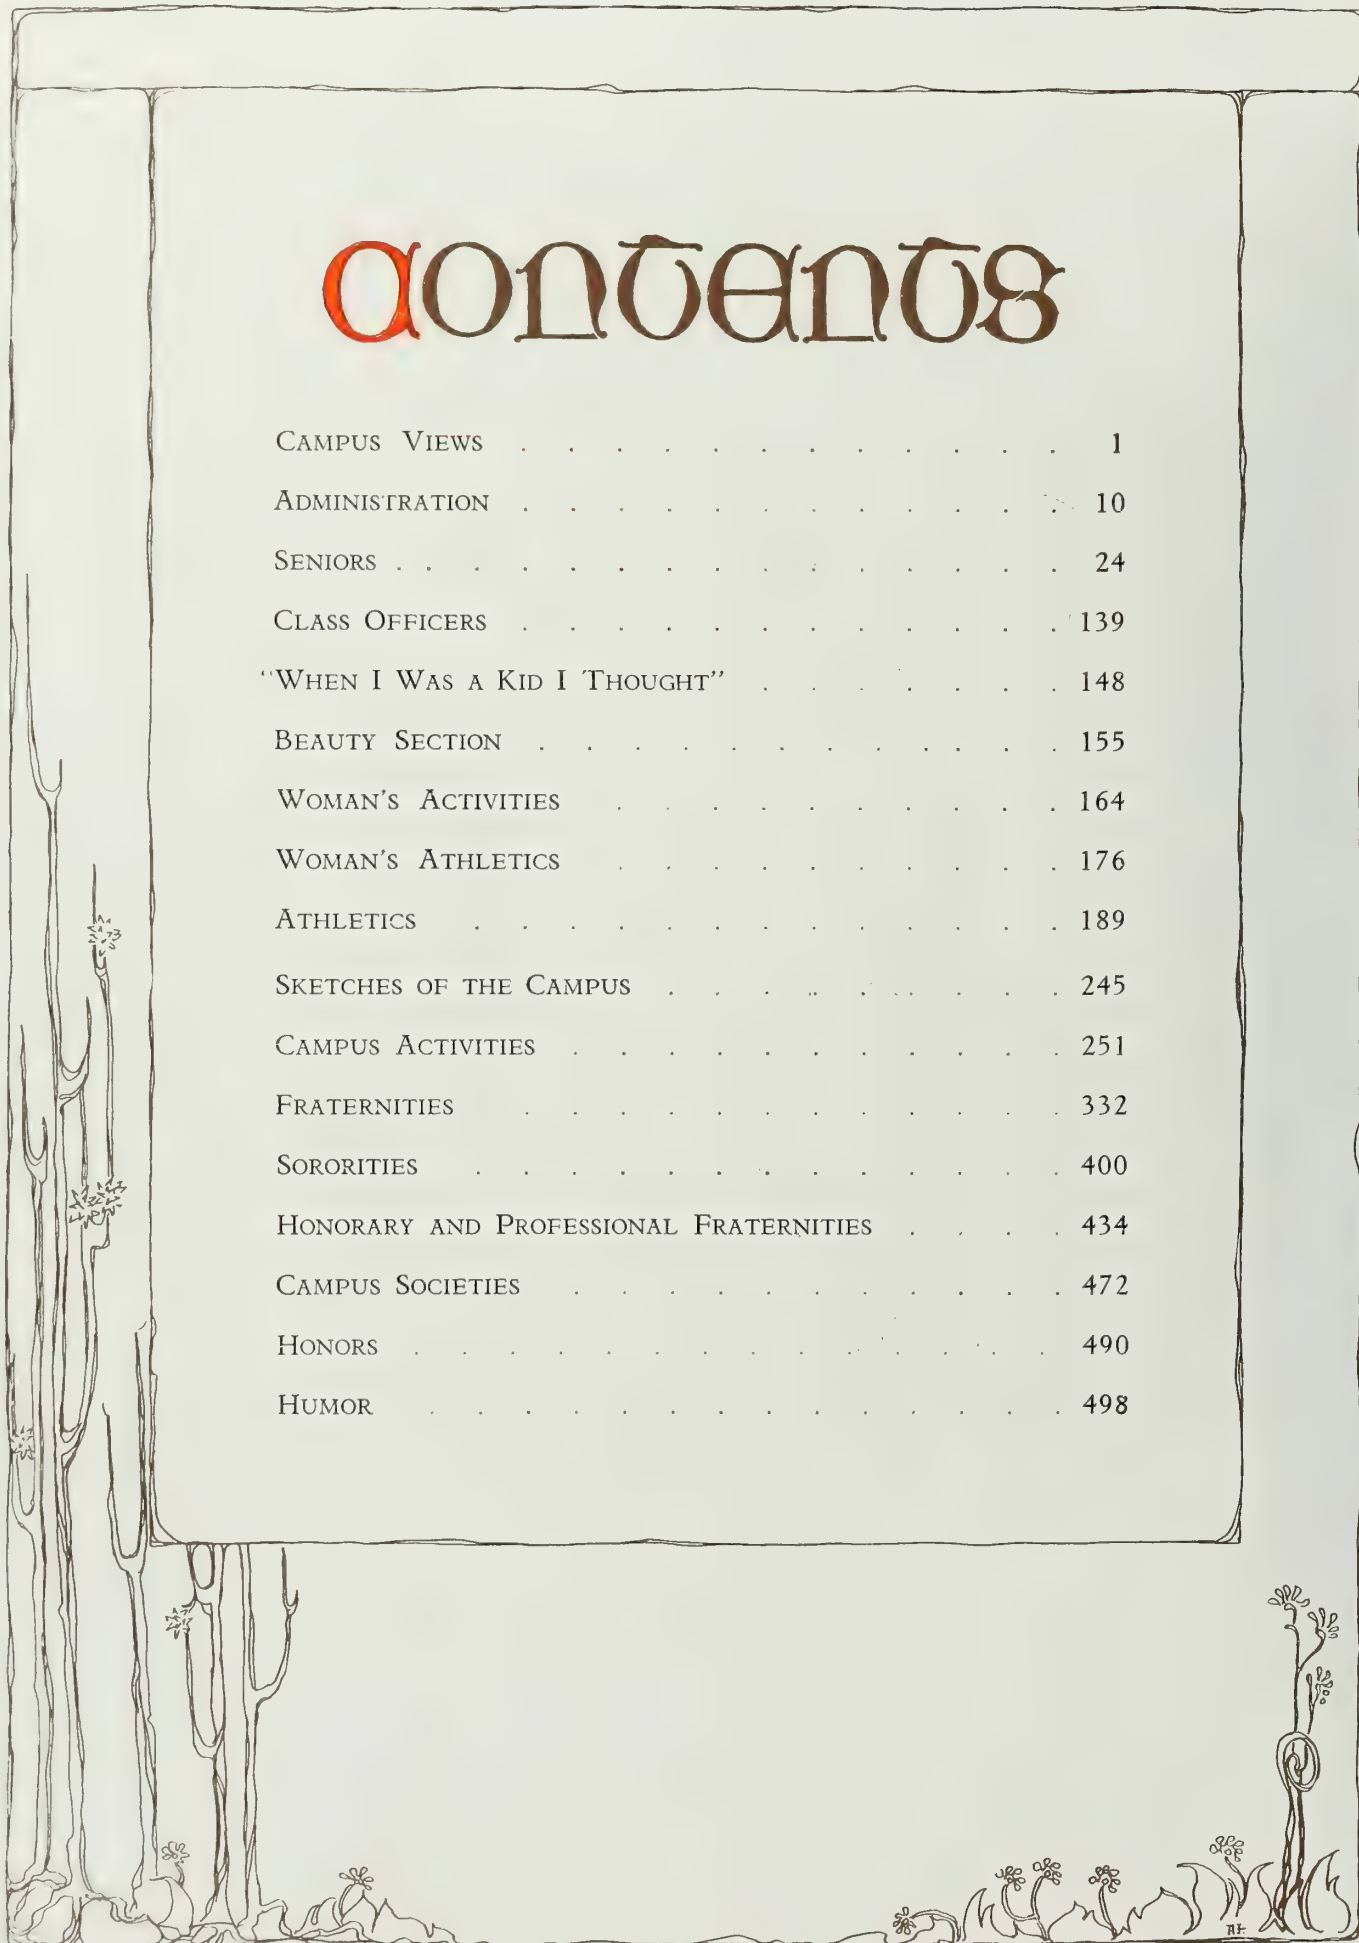 CONTENTS
CAMPUS VIEWS . . . . . . . . . . . . 1
ADMINISTRATION . . . . . . . . . . . . 10
SENIORS . . . . . . . . . . . . . . . 24
CLASS OFFICERS . . . . . . . . . . . . 139
"WHEN I WAS A KID I THOUGHT" . . . . . . . 148
BEAUTY SECTION . . . . . . . . . . . . 155
WOMAN'S ACTIVITIES . . . . . . . . . . 164
WOMAN'S ATHLETICS . . . . . . . . . . 176
ATHLETICS . . . . . . . . . . . . . 189
SKETCHES OF THE CAMPUS . . . . . . . . . 245
CAMPUS ACTIVITIES . . . . . . . . . . . 251
FRATERNITIES . . . . . . . . . . . . 332
SORORITIES . . . . . . . . . . . . . 400
HONORARY AND PROFESSIONAL FRATERNITIES . . . . 434
CAMPUS SOCIETIES . . . . . . . . . . . 472
HONORS . . . . . . . . . . . . . . 490
HUMOR . . . . . . . . . . . . . . 498